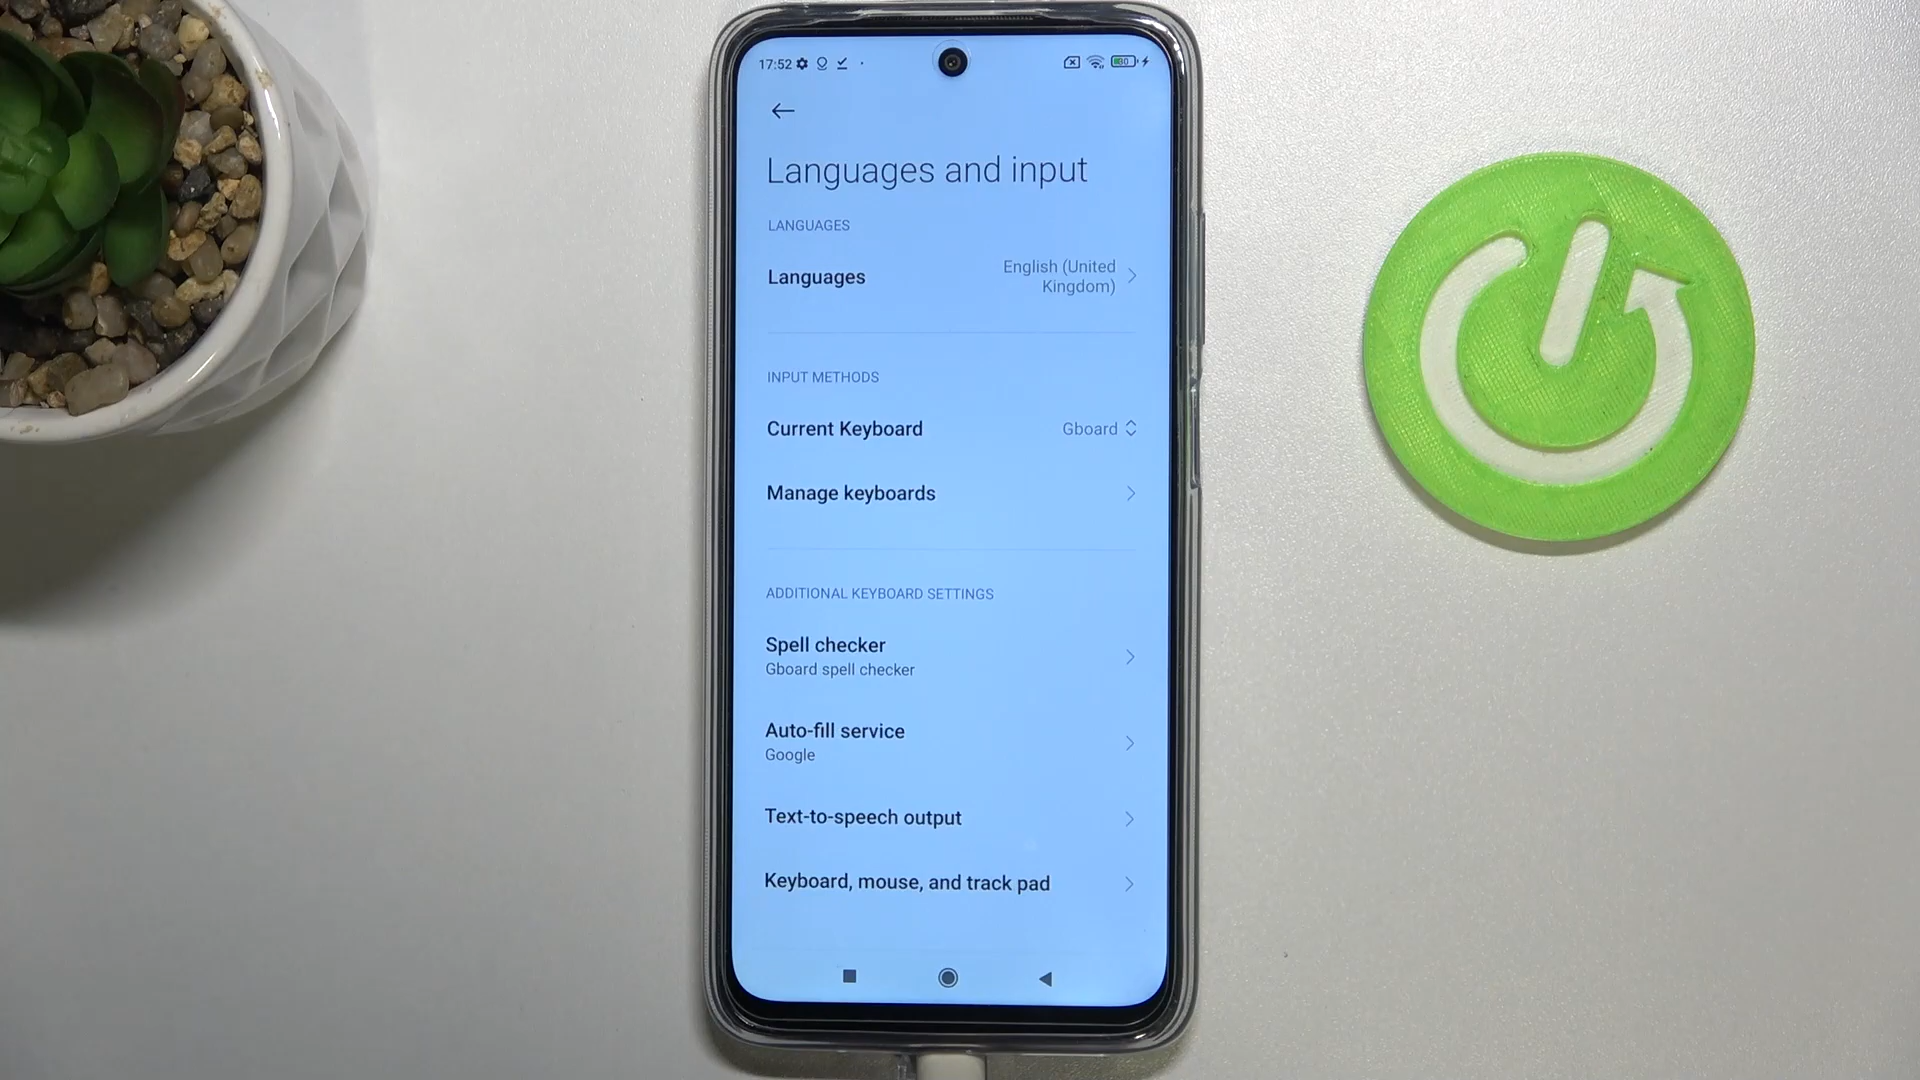 17:52
80
Languages and input
LANGUAGES
Languages
English (United
Kingdom)
INPUT METHODS
Current Keyboard
Gboard
Manage keyboards
ADDITIONAL KEYBOARD SETTINGS
Spell checker
Gboard spell checker
Auto-fill service
Google
Text-to-speech output
Keyboard, mouse, and track pad